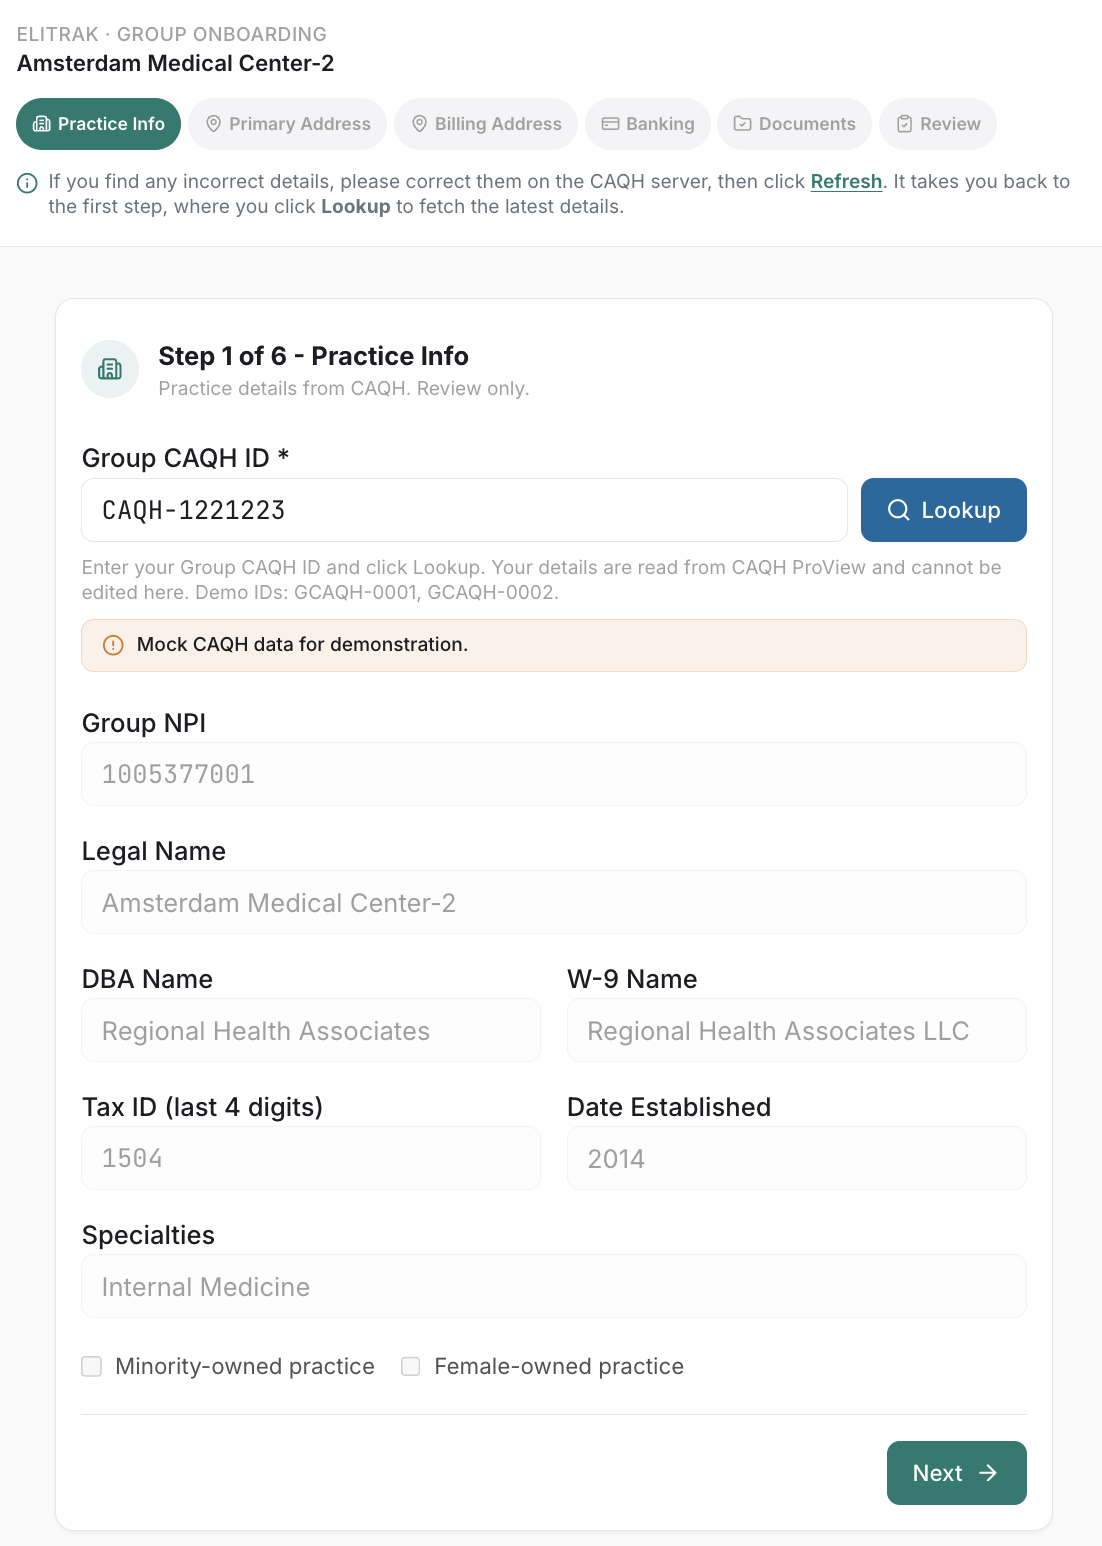 ELITRAK · GROUP ONBOARDING
Amsterdam Medical Center-2
Practice Info
Primary Address
Billing Address
Banking
Documents
Review
If you find any incorrect details, please correct them on the CAQH server, then click Refresh. It takes you back to
the first step, where you click Lookup to fetch the latest details.
Step 1 of 6 - Practice Info
Practice details from CAQH. Review only.
Group CAQH ID *
CAQH-1221223
Lookup
Enter your Group CAQH ID and click Lookup. Your details are read from CAQH ProView and cannot be
edited here. Demo IDs: GCAQH-0001, GCAQH-0002.
Mock CAQH data for demonstration.
Group NPI
1005377001
Legal Name
Amsterdam Medical Center-2
DBA Name
Regional Health Associates
W-9 Name
Regional Health Associates LLC
Tax ID (last 4 digits)
1504
Date Established
2014
Specialties
Internal Medicine
Minority-owned practice
Female-owned practice
Next